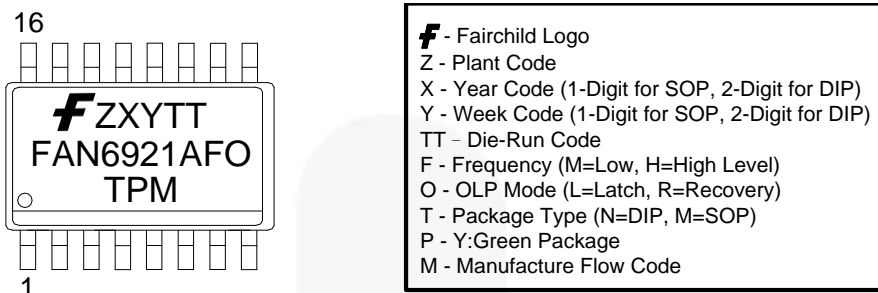 16
ZXYTT
FAN6921AFO
TPM
1
- Fairchild Logo
Z - Plant Code
X - Year Code (1-Digit for SOP, 2-Digit for DIP)
Y - Week Code (1-Digit for SOP, 2-Digit for DIP)
TT – Die-Run Code
F - Frequency (M=Low, H=High Level)
O - OLP Mode (L=Latch, R=Recovery)
T - Package Type (N=DIP, M=SOP)
P - Y:Green Package
M - Manufacture Flow Code